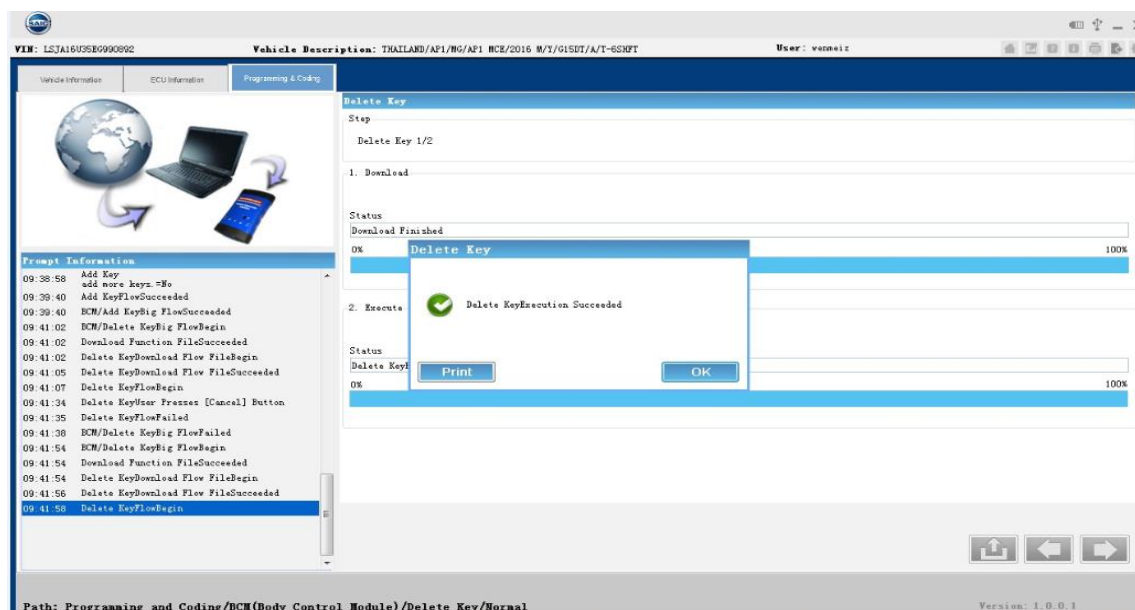 SAIC
VIN: LSJA16U35EG990892 Vehicle Description: THAILAND/AP1/MG/AP1 MCE/2016 M/Y/G15DT/A/T-6SHFT User: wenmeiz
Vehicle Information ECU Information Programming & Coding
Delete Key
Step
Delete Key 1/2
1. Download
Status
Download Finished
0% 100%
Delete Key
Delete KeyExecution Succeeded
Print OK
2. Execute
Status
0% 100%
Prompt Information
09:38:58 Add Key
add more keys.=No
09:39:40 Add KeyFlowSucceeded
09:39:40 BCM/Add KeyBig FlowSucceeded
09:41:02 BCM/Delete KeyBig FlowBegin
09:41:02 Download Function FileSucceeded
09:41:02 Delete KeyDownload Flow FileBegin
09:41:05 Delete KeyDownload Flow FileSucceeded
09:41:07 Delete KeyFlowBegin
09:41:34 Delete KeyUser Presses [Cancel] Button
09:41:35 Delete KeyFlowFailed
09:41:38 BCM/Delete KeyBig FlowFailed
09:41:54 BCM/Delete KeyBig FlowBegin
09:41:54 Download Function FileSucceeded
09:41:54 Delete KeyDownload Flow FileBegin
09:41:56 Delete KeyDownload Flow FileSucceeded
09:41:58 Delete KeyFlowBegin
Path: Programming and Coding/BCM(Body Control Module)/Delete Key/Normal Version: 1.0.0.1